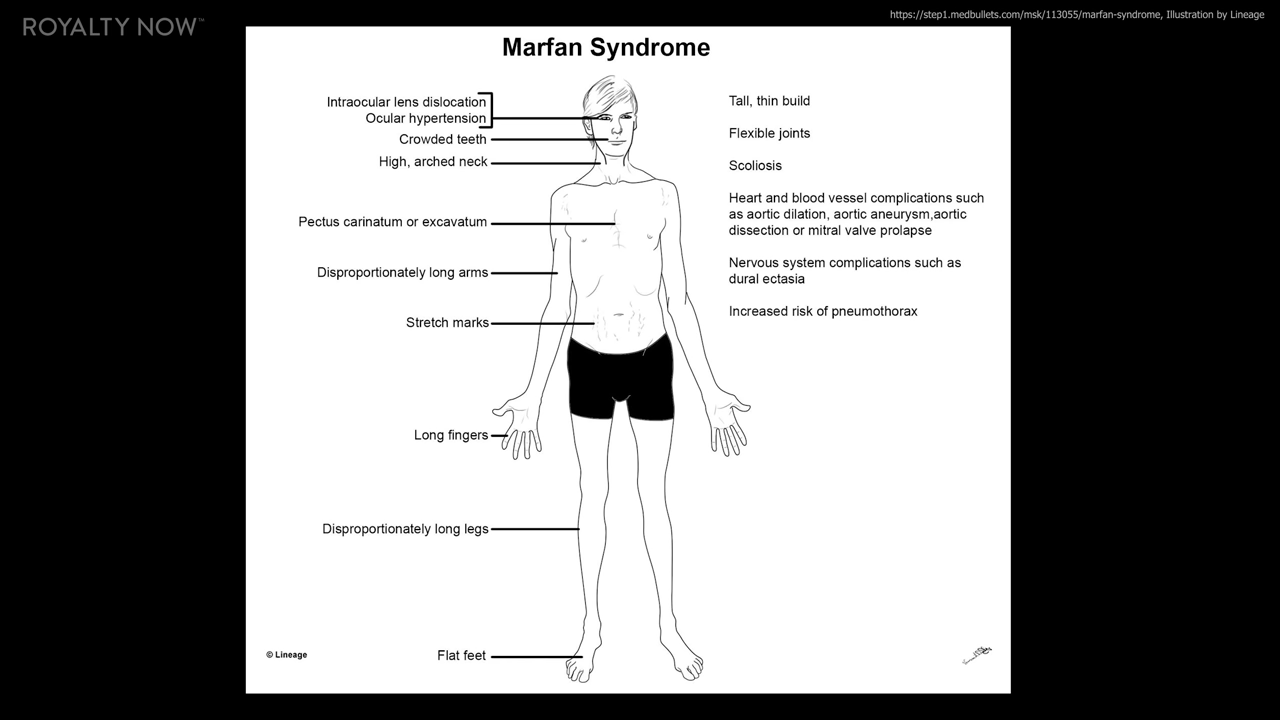 ROYALTY NOW™
https://step1.medbullets.com/msk/113055/marfan-syndrome, Illustration by Lineage
Marfan Syndrome
Intraocular lens dislocation
Ocular hypertension
Crowded teeth
High, arched neck
Pectus carinatum or excavatum
Disproportionately long arms
Stretch marks
Long fingers
Disproportionately long legs
Flat feet
Tall, thin build
Flexible joints
Scoliosis
Heart and blood vessel complications such
as aortic dilation, aortic aneurysm,aortic
dissection or mitral valve prolapse
Nervous system complications such as
dural ectasia
Increased risk of pneumothorax
© Lineage